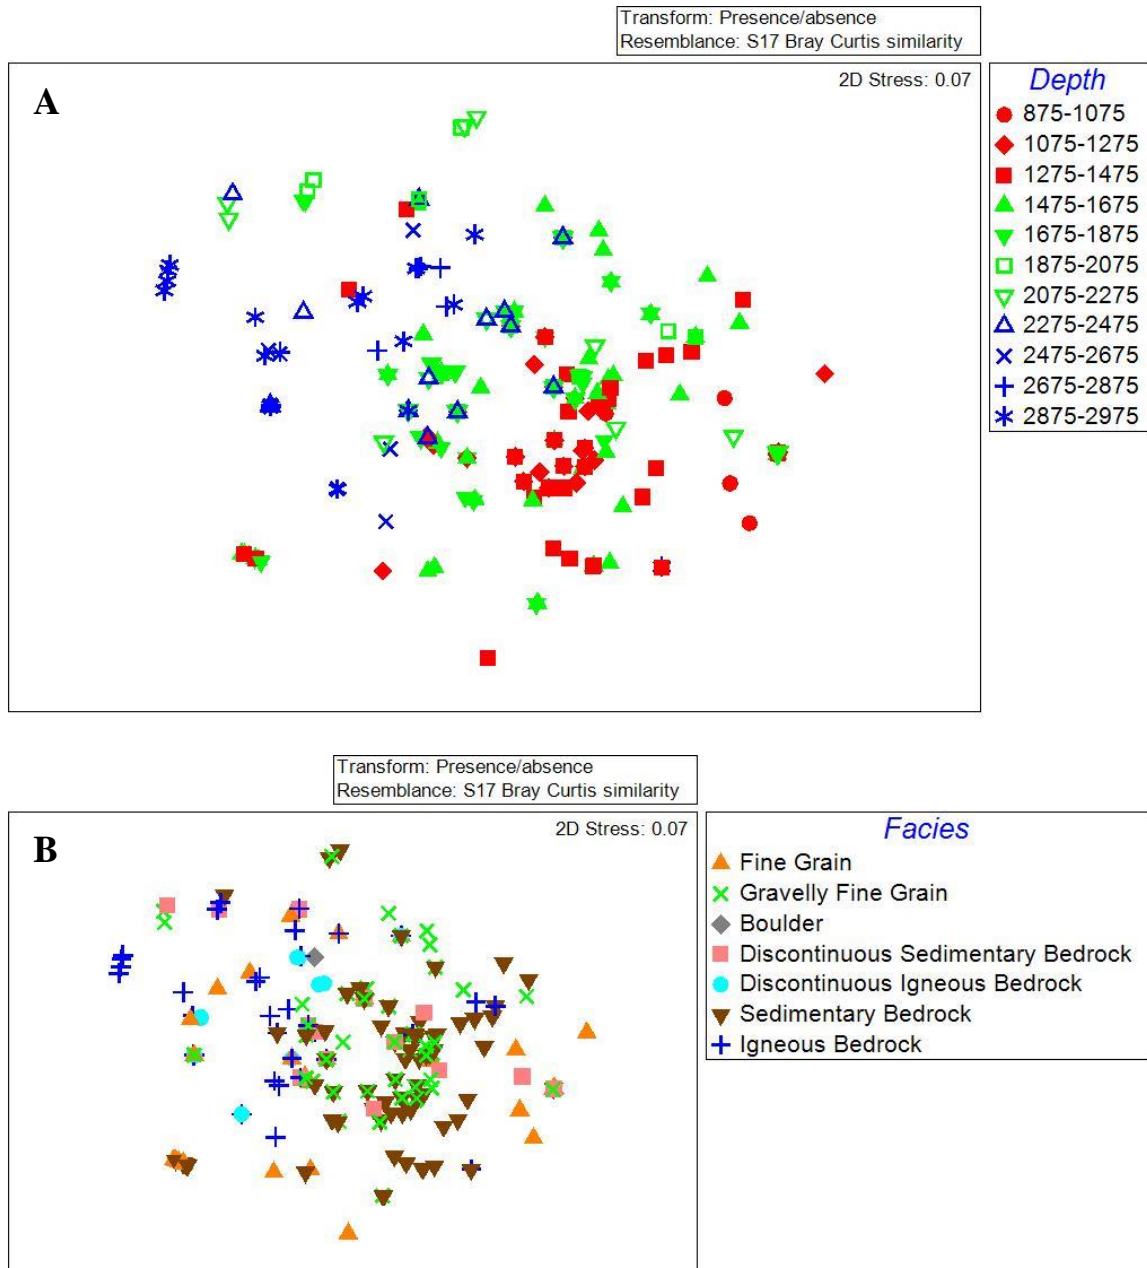 Transform: Presence/absence
Resemblance: S17 Bray Curtis similarity
A
2D Stress: 0.07
Depth
875-1075
1075-1275
1275-1475
1475-1675
1675-1875
1875-2075
2075-2275
2275-2475
2475-2675
2675-2875
2875-2975
Transform: Presence/absence
Resemblance: S17 Bray Curtis similarity
B
2D Stress: 0.07
Facies
Fine Grain
Gravelly Fine Grain
Boulder
Discontinuous Sedimentary Bedrock
Discontinuous Igneous Bedrock
Sedimentary Bedrock
Igneous Bedrock